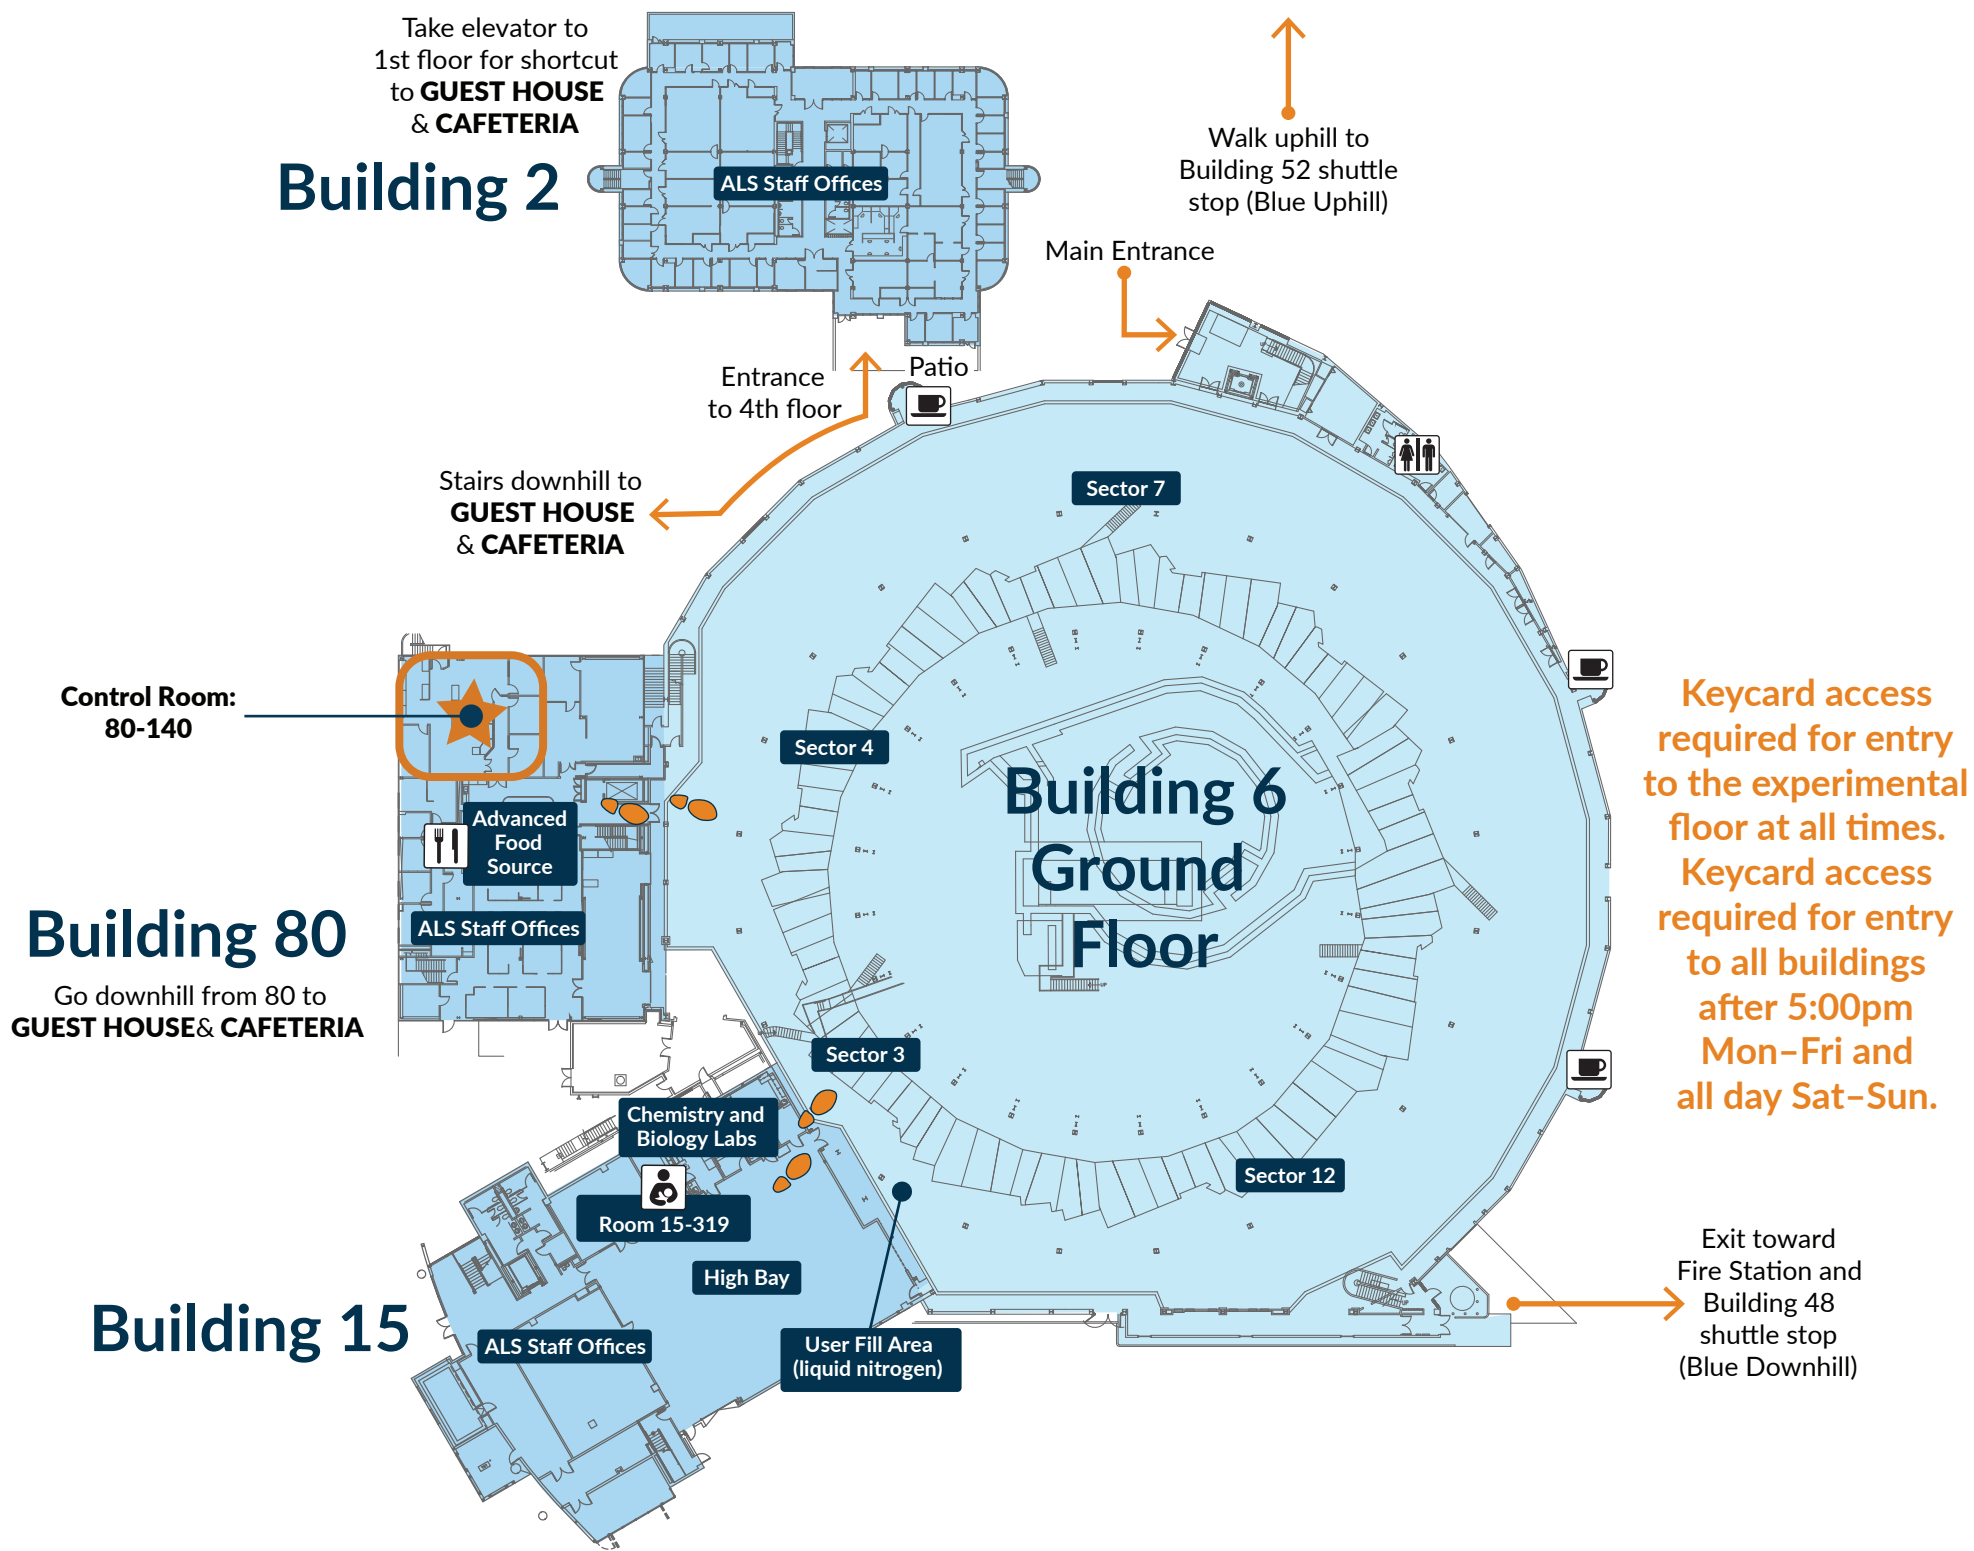 Take elevator to
1st floor for shortcut
to GUEST HOUSE
& CAFETERIA
Building 2
ALS Staff Offices
Walk uphill to
Building 52 shuttle
stop (Blue Uphill)
Main Entrance
Entrance
to 4th floor
Patio
Stairs downhill to
GUEST HOUSE
& CAFETERIA
Sector 7
Control Room:
80-140
Sector 4
Building 6
Ground
Floor
Keycard access
required for entry
to the experimental
floor at all times.
Keycard access
required for entry
to all buildings
after 5:00pm
Mon–Fri and
all day Sat–Sun.
Advanced
Food
Source
ALS Staff Offices
Building 80
Go downhill from 80 to
GUEST HOUSE& CAFETERIA
Sector 3
Chemistry and
Biology Labs
Room 15-319
High Bay
Sector 12
Building 15
ALS Staff Offices
User Fill Area
(liquid nitrogen)
Exit toward
Fire Station and
Building 48
shuttle stop
(Blue Downhill)